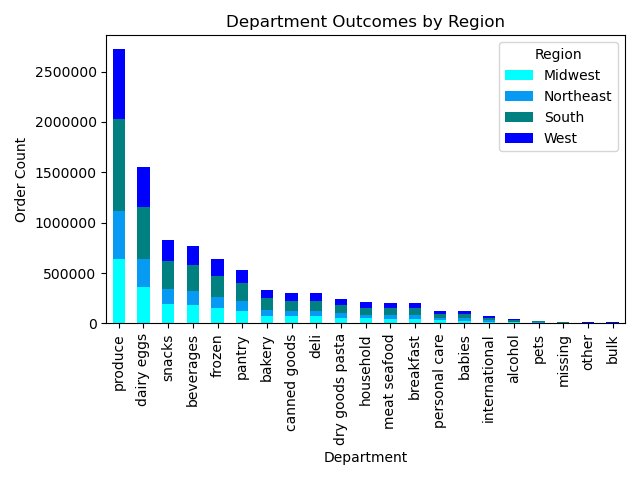 Department Outcomes by Region
Region
Midwest
Northeast
South
West
Order Count
2500000
2000000
1500000
1000000
500000
0
produce
dairy eggs
snacks
beverages
frozen
pantry
bakery
canned goods
deli
dry goods pasta
household
meat seafood
breakfast
personal care
babies
international
alcohol
pets
missing
other
bulk
Department